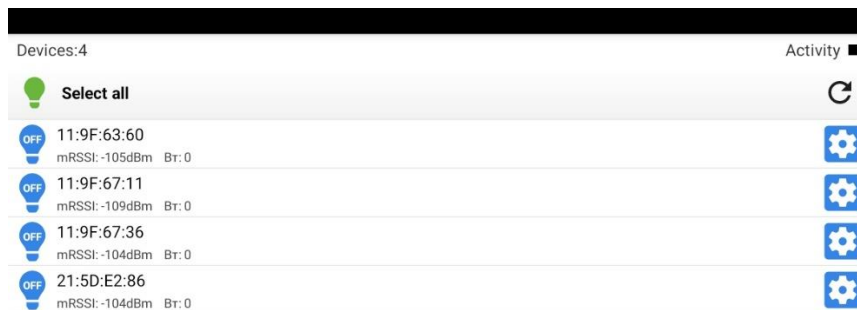 Devices:4 Activity
Select all
OFF 11:9F:63:60
mRSSI: -105dBm Вт: 0
OFF 11:9F:67:11
mRSSI: -109dBm Вт: 0
OFF 11:9F:67:36
mRSSI: -104dBm Вт: 0
OFF 21:5D:E2:86
mRSSI: -104dBm Вт: 0